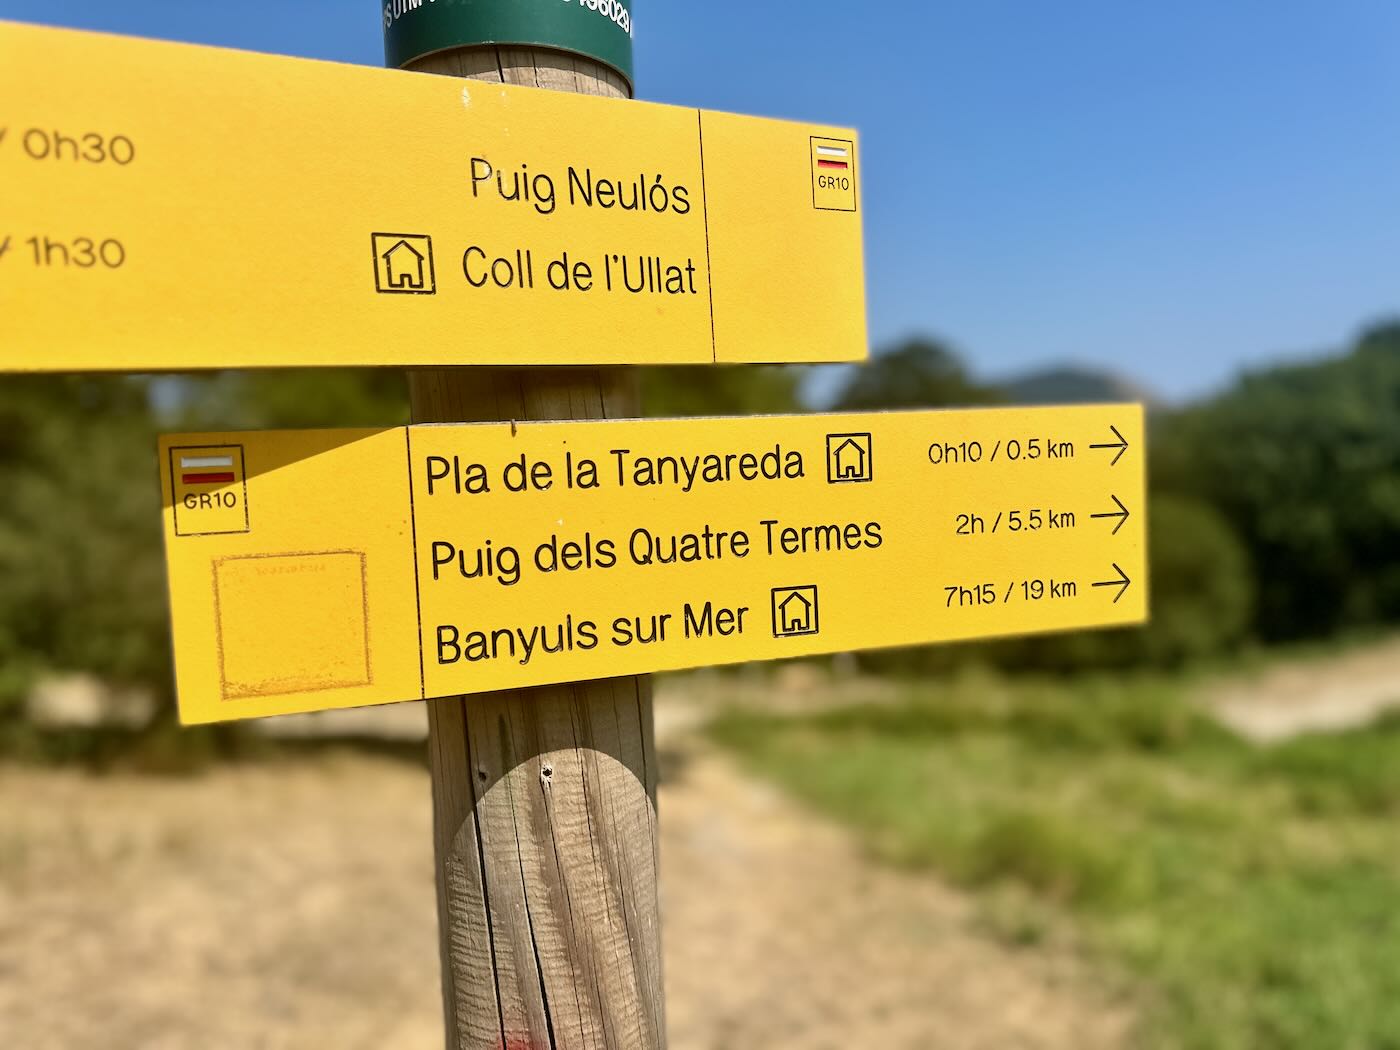 / 0h30
Puig Neulós
GR10
/ 1h30
Coll de l'Ullat
GR10
Pla de la Tanyareda 0h10 / 0.5 km →
Puig dels Quatre Termes 2h / 5.5 km →
Banyuls sur Mer 7h15 / 19 km →